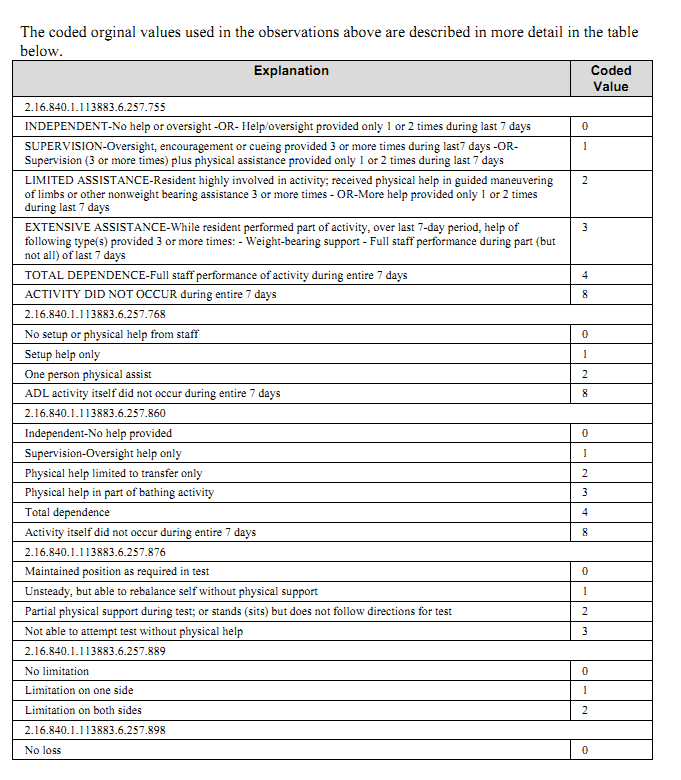 The coded orginal values used in the observations above are described in more detail in the table
below.
Explanation Coded
Value
2.16.840.1.113883.6.257.755
INDEPENDENT-No help or oversight -OR- Help/oversight provided only 1 or 2 times during last 7 days 0
SUPERVISION-Oversight, encouragement or cueing provided 3 or more times during last7 days -OR- 1
Supervision (3 or more times) plus physical assistance provided only 1 or 2 times during last 7 days
LIMITED ASSISTANCE-Resident highly involved in activity; received physical help in guided maneuvering 2
of limbs or other nonweight bearing assistance 3 or more times - OR-More help provided only 1 or 2 times
during last 7 days
EXTENSIVE ASSISTANCE-While resident performed part of activity, over last 7-day period, help of 3
following type(s) provided 3 or more times: - Weight-bearing support - Full staff performance during part (but
not all) of last 7 days
TOTAL DEPENDENCE-Full staff performance of activity during entire 7 days 4
ACTIVITY DID NOT OCCUR during entire 7 days 8
2.16.840.1.113883.6.257.768
No setup or physical help from staff 0
Setup help only 1
One person physical assist 2
ADL activity itself did not occur during entire 7 days 8
2.16.840.1.113883.6.257.860
Independent-No help provided 0
Supervision-Oversight help only 1
Physical help limited to transfer only 2
Physical help in part of bathing activity 3
Total dependence 4
Activity itself did not occur during entire 7 days 8
2.16.840.1.113883.6.257.876
Maintained position as required in test 0
Unsteady, but able to rebalance self without physical support 1
Partial physical support during test; or stands (sits) but does not follow directions for test 2
Not able to attempt test without physical help 3
2.16.840.1.113883.6.257.889
No limitation 0
Limitation on one side 1
Limitation on both sides 2
2.16.840.1.113883.6.257.898
No loss 0